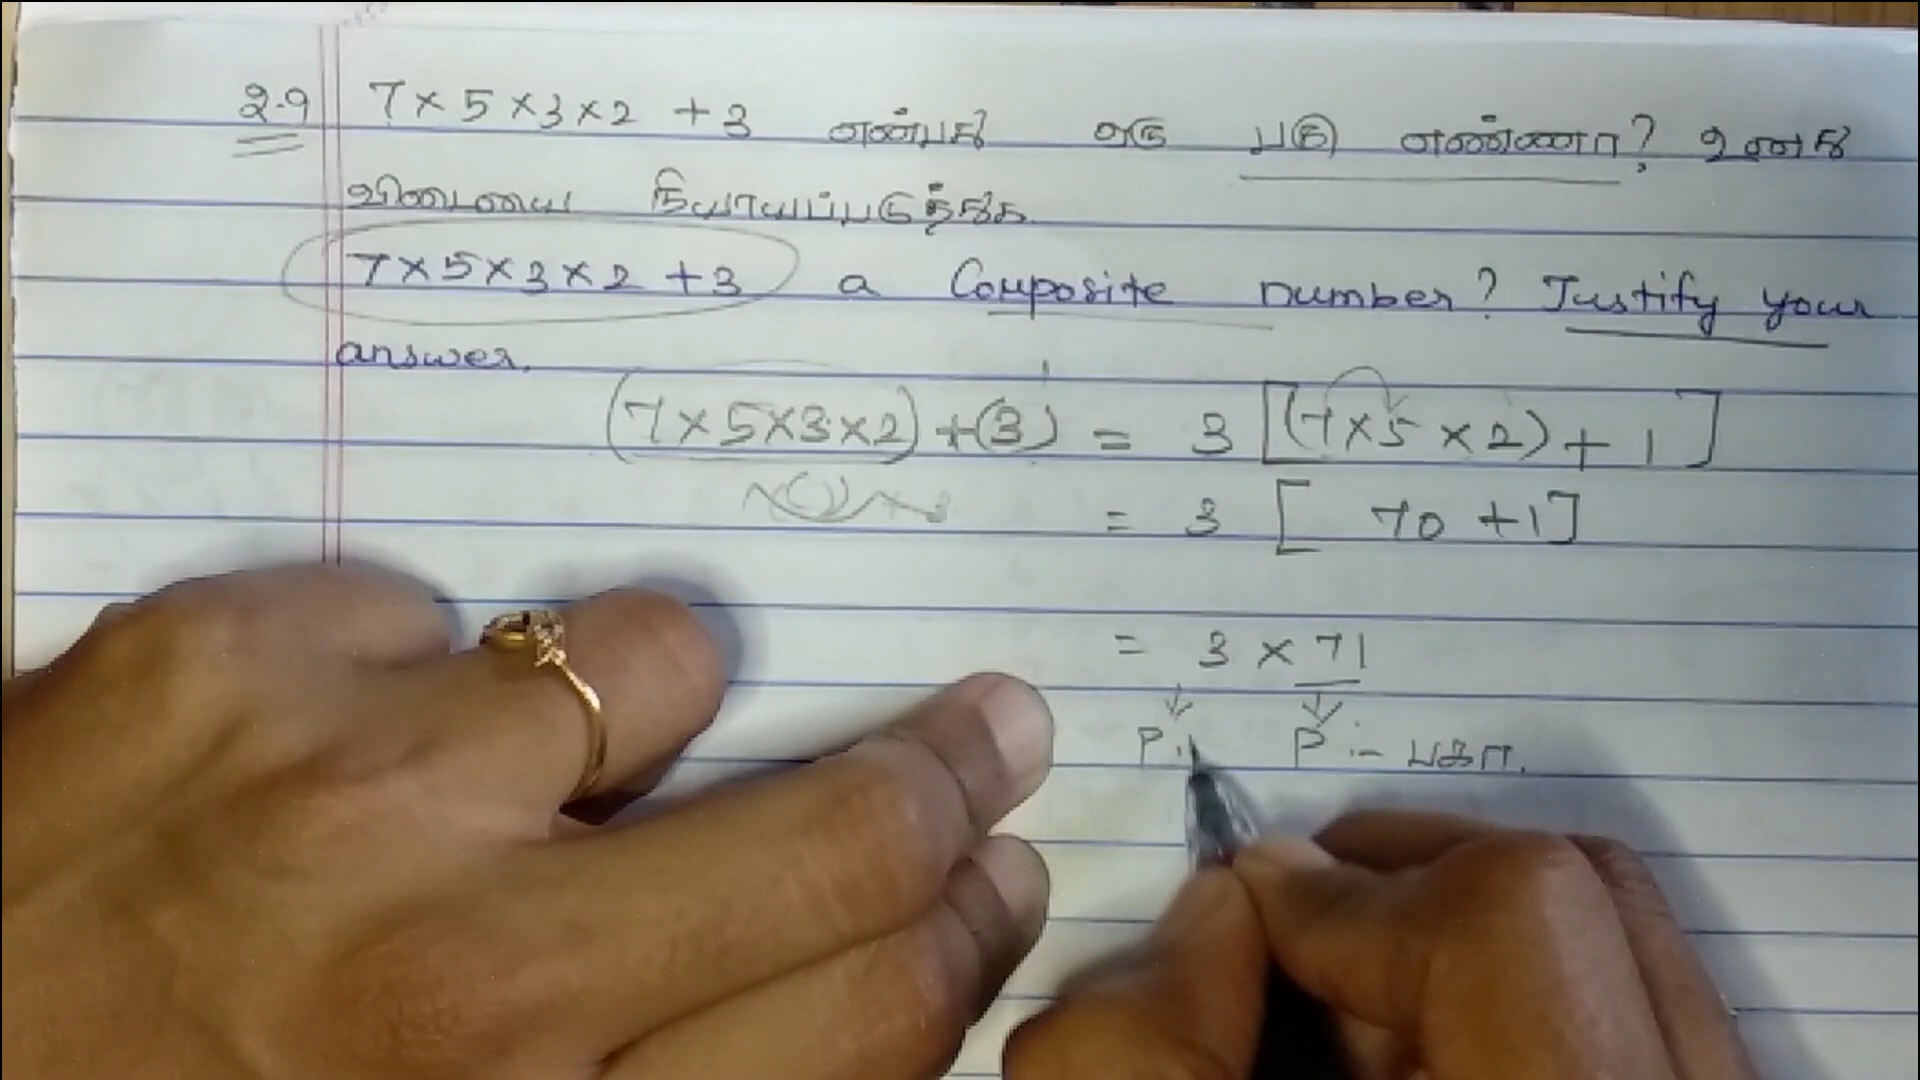 2.9 7×5×3×2 +3 என்பது ஒரு பகு எண்ணா? உனது
விடையை நியாயப்படுத்துக.
7×5×3×2 +3 a Composite number? Justify your
answer.
(7×5×3×2) +(3) = 3 [(7×5×2)+1]
= 3 [ 70 +1]
= 3 × 71
P :- P :- பகா.